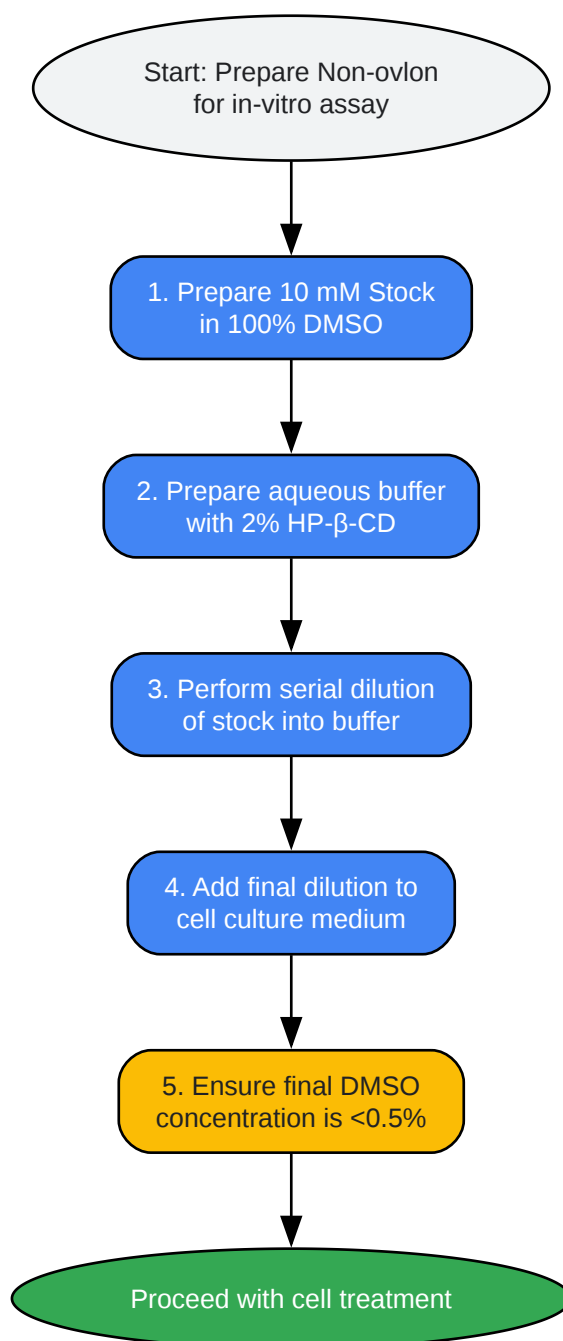 Start: Prepare Non-ovlon
for in-vitro assay
1. Prepare 10 mM Stock
in 100% DMSO
2. Prepare aqueous buffer
with 2% HP-β-CD
3. Perform serial dilution
of stock into buffer
4. Add final dilution to
cell culture medium
5. Ensure final DMSO
concentration is <0.5%
Proceed with cell treatment